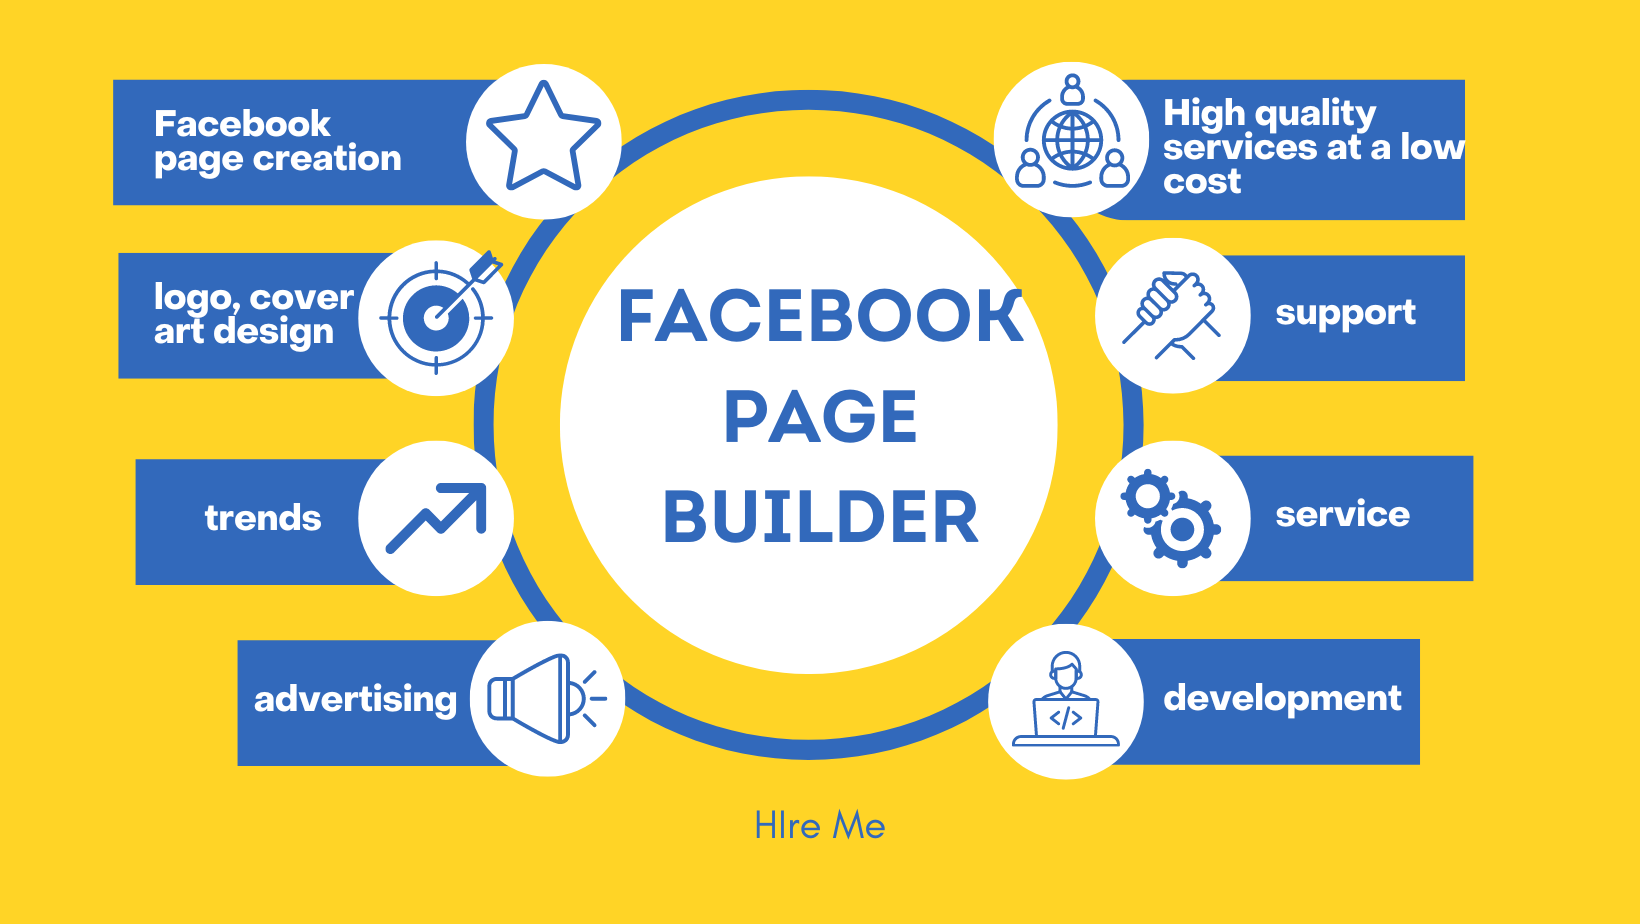 Facebook
page creation
logo, cover
art design
trends
advertising
FACEBOOK
PAGE
BUILDER
High quality
services at a low
cost
support
service
development
HIre Me